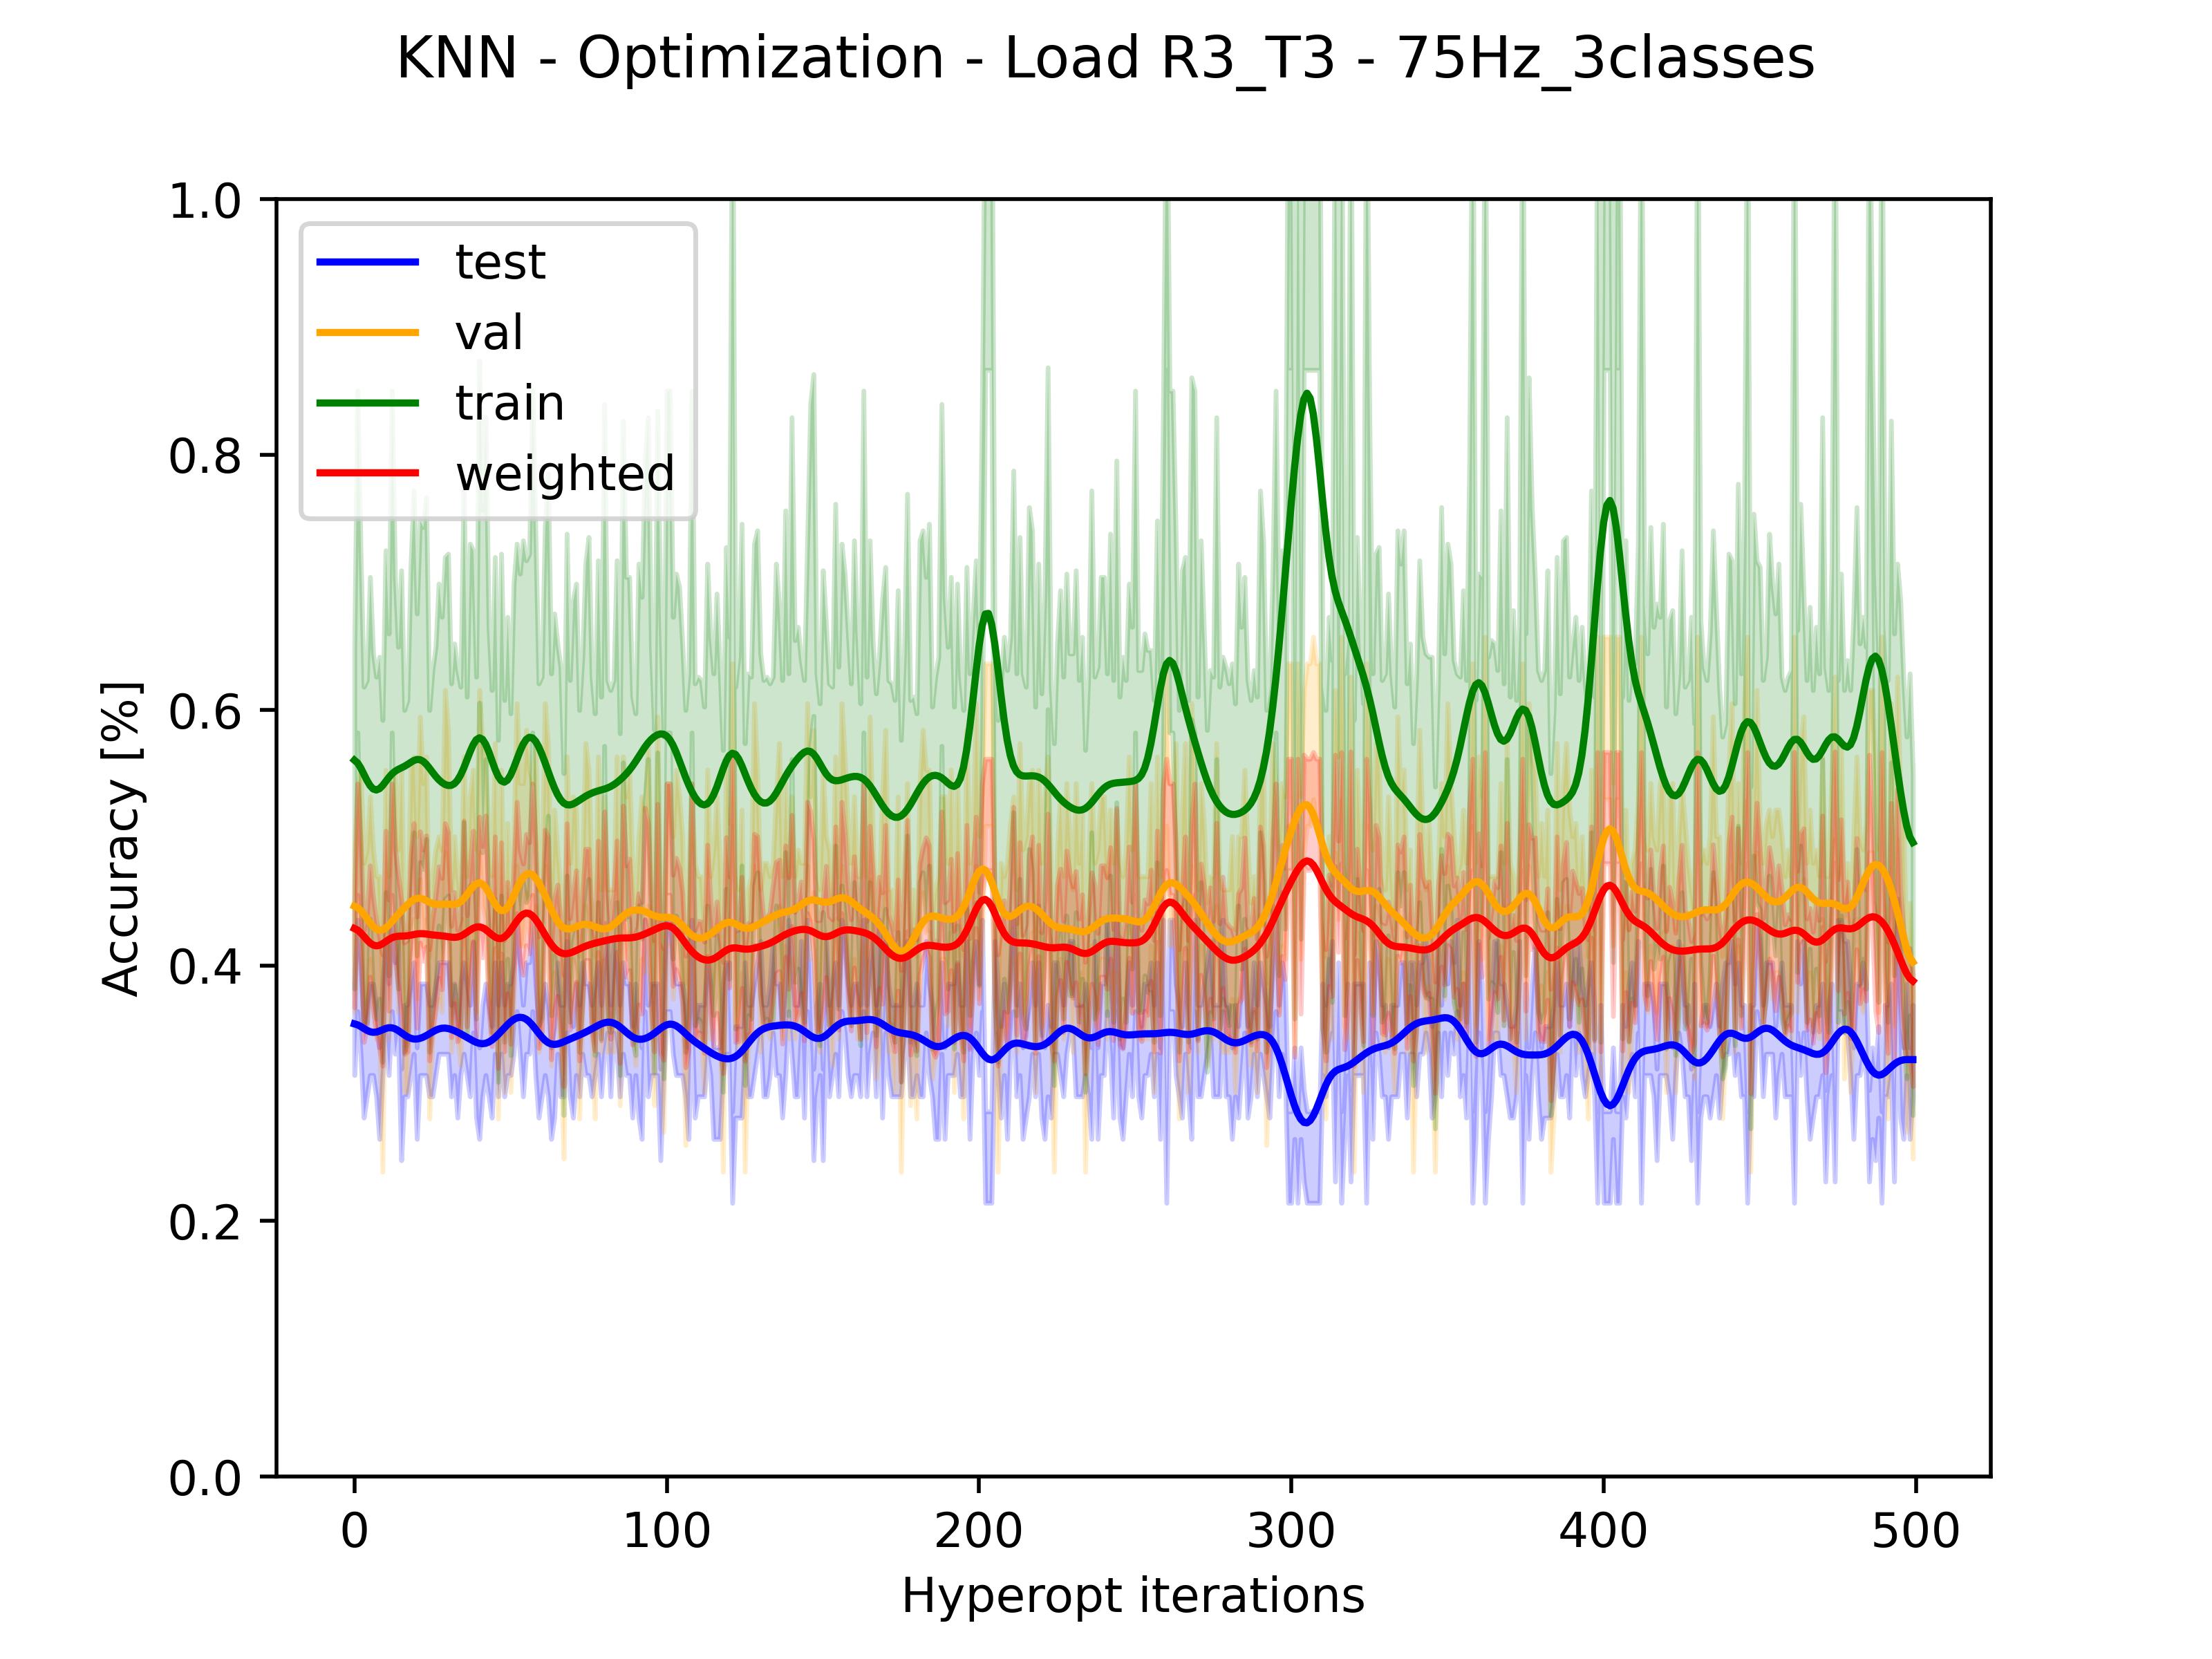 KNN - Optimization - Load R3_T3 - 75Hz_3classes
1.0
0.8
0.6
0.4
0.2
0.0
Accuracy [%]
test
val
train
weighted
0 100 200 300 400 500
Hyperopt iterations